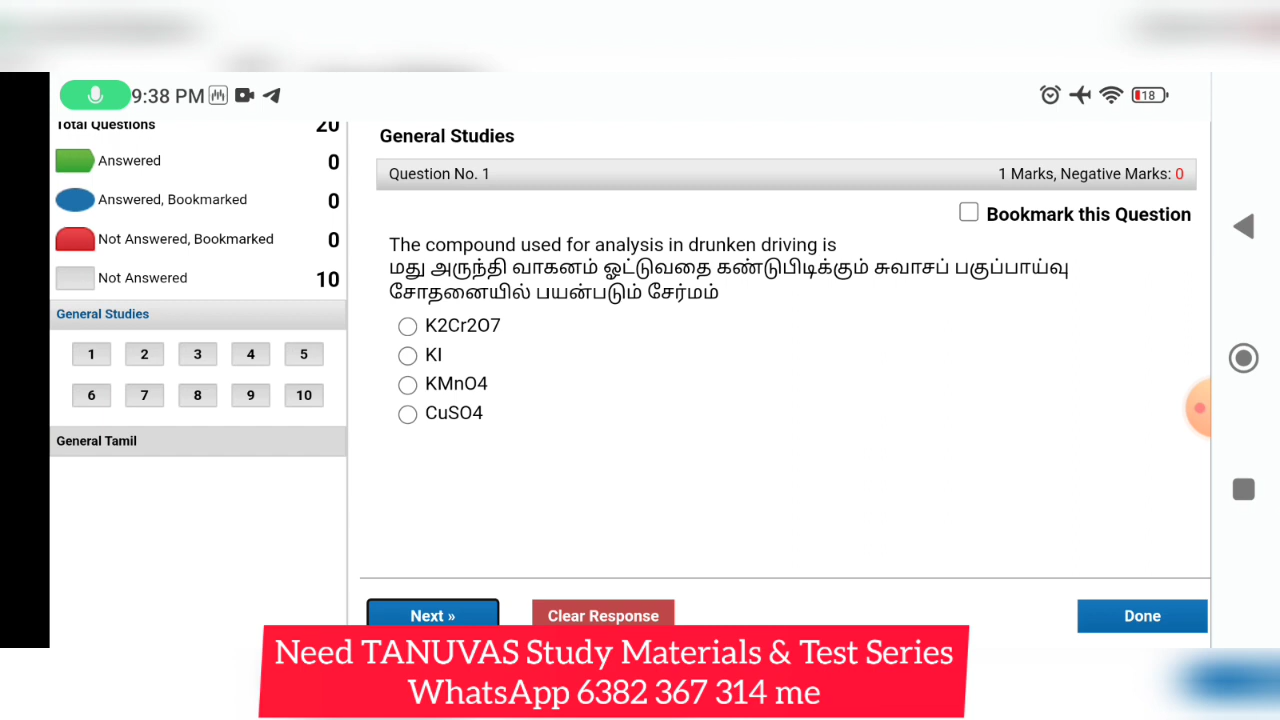 9:38 PM
18
Total Questions 20
Answered 0
Answered, Bookmarked 0
Not Answered, Bookmarked 0
Not Answered 10
General Studies
1 2 3 4 5
6 7 8 9 10
General Tamil
General Studies
Question No. 1 1 Marks, Negative Marks: 0
Bookmark this Question
The compound used for analysis in drunken driving is
மது அருந்தி வாகனம் ஓட்டுவதை கண்டுபிடிக்கும் சுவாசப் பகுப்பாய்வு
சோதனையில் பயன்படும் சேர்மம்
K2Cr2O7
KI
KMnO4
CuSO4
Next »
Clear Response
Done
Need TANUVAS Study Materials & Test Series
WhatsApp 6382 367 314 me